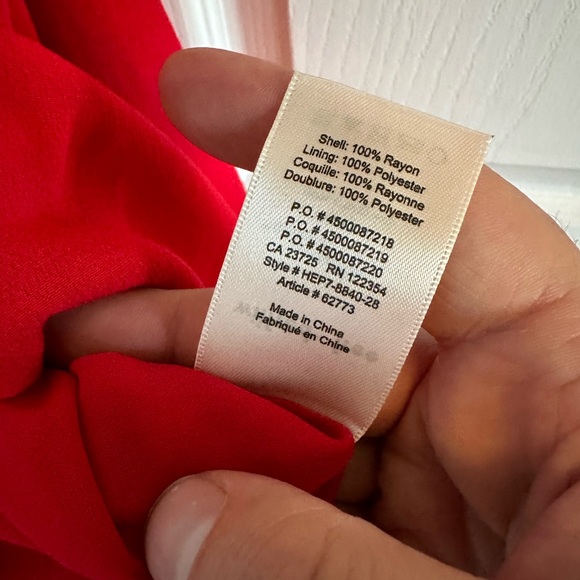 Shell: 100% Rayon
Lining: 100% Polyester
Coquille: 100% Rayonne
Doublure: 100% Polyester
P.O. # 4500087218
P.O. # 4500087219
P.O. # 4500087220
CA 23725 RN 122354
Style # HEP7-8840-28
Article # 62773
Made in China
Fabriqué en Chine